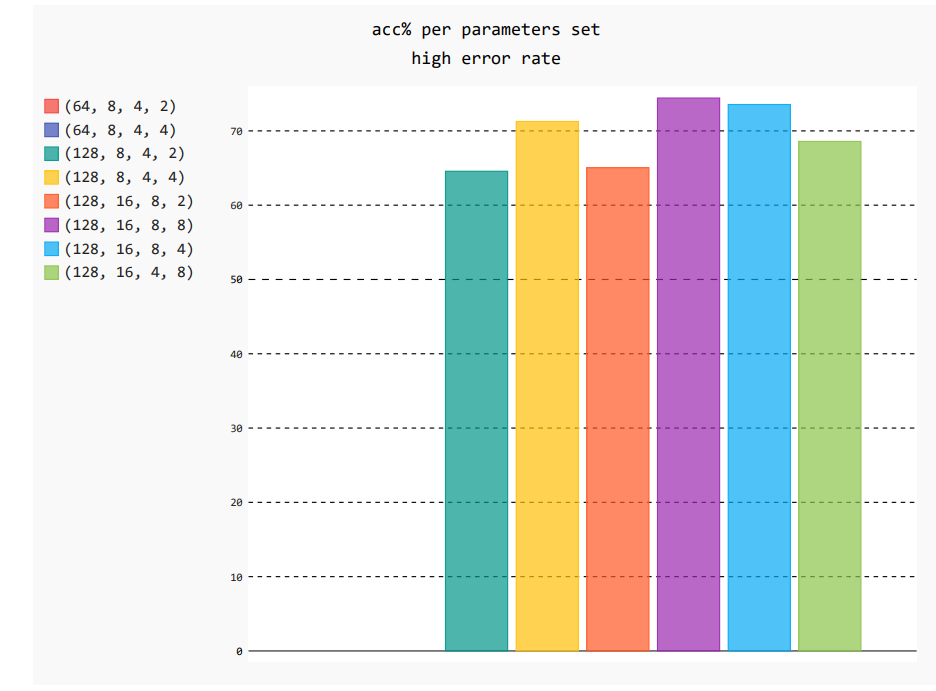 acc% per parameters set
high error rate
(64, 8, 4, 2)
(64, 8, 4, 4)
(128, 8, 4, 2)
(128, 8, 4, 4)
(128, 16, 8, 2)
(128, 16, 8, 8)
(128, 16, 8, 4)
(128, 16, 4, 8)
70
60
50
40
30
20
10
0